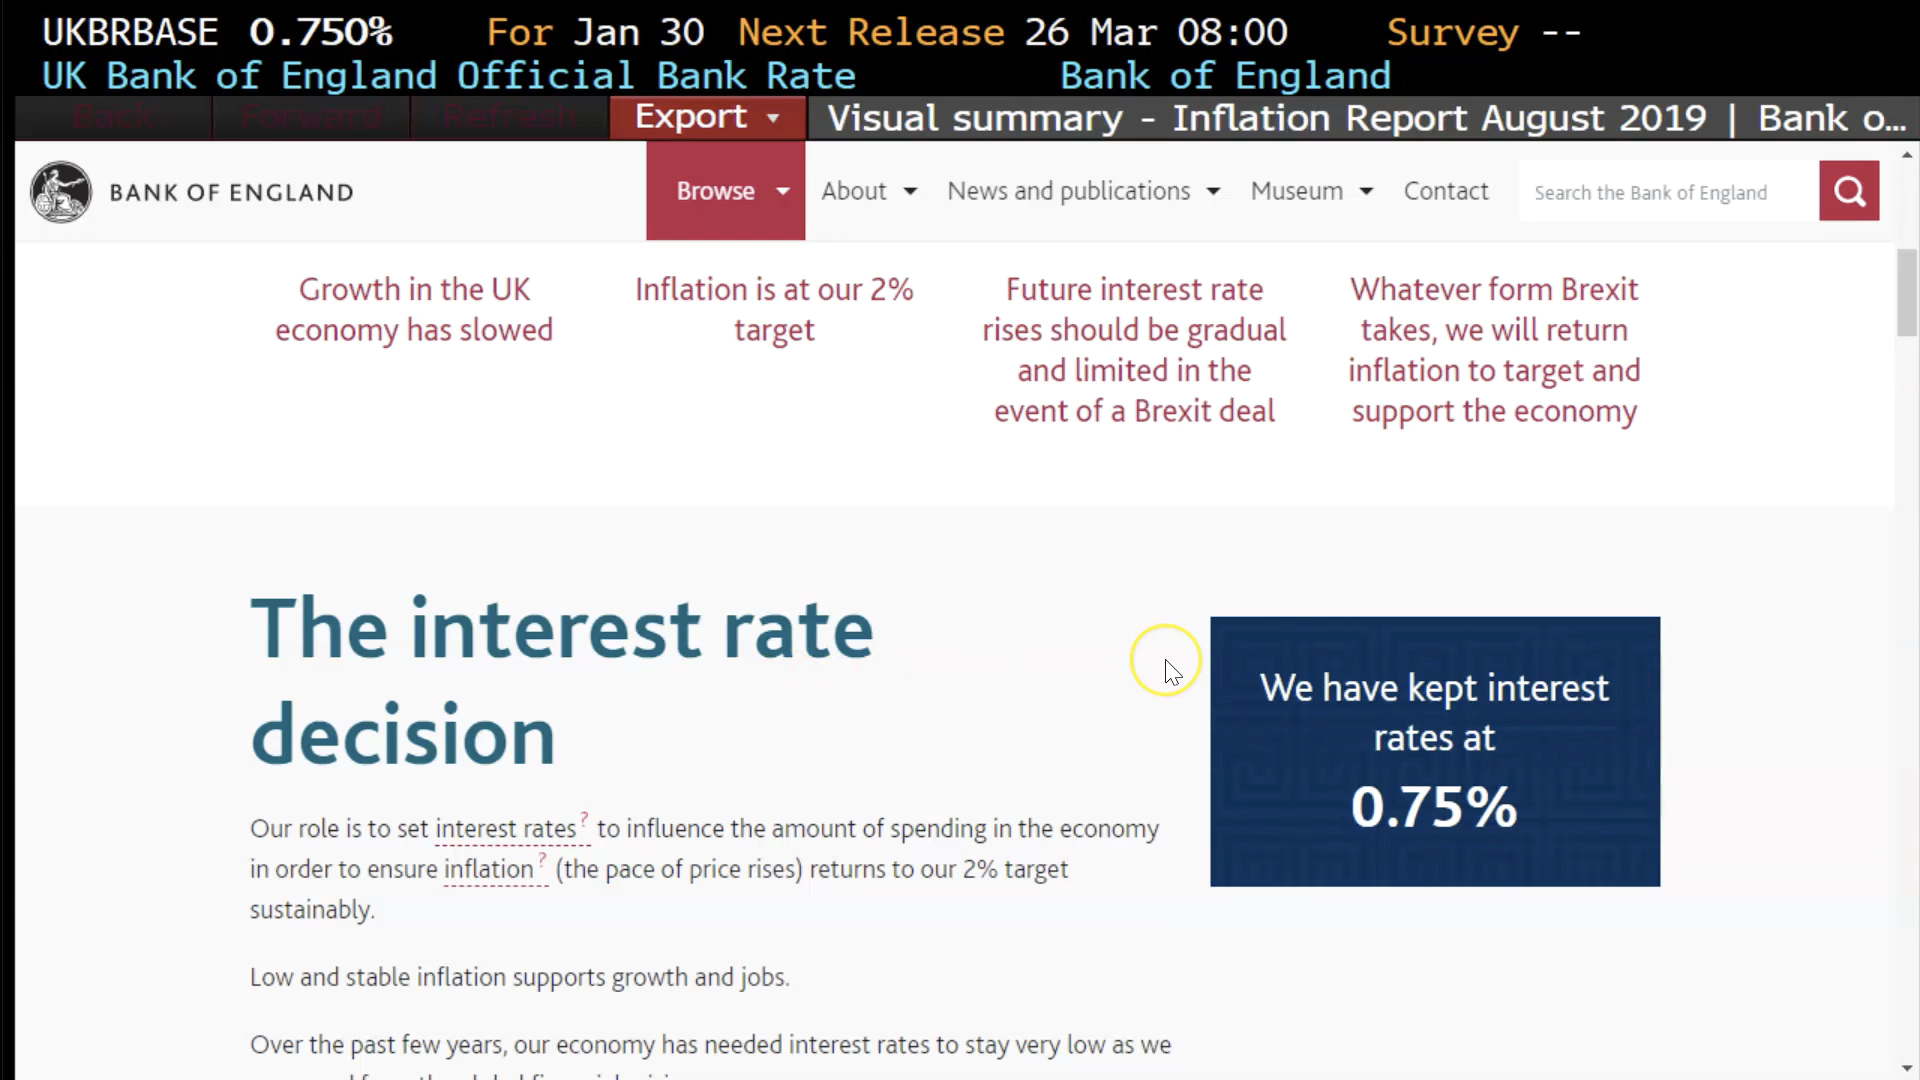 UKBRBASE 0.750% For Jan 30 Next Release 26 Mar 08:00 Survey --
UK Bank of England Official Bank Rate Bank of England
Back Forward Refresh Export Visual summary - Inflation Report August 2019 | Bank o...
BANK OF ENGLAND Browse About News and publications Museum Contact Search the Bank of England
Growth in the UK
economy has slowed
Inflation is at our 2%
target
Future interest rate
rises should be gradual
and limited in the
event of a Brexit deal
Whatever form Brexit
takes, we will return
inflation to target and
support the economy
The interest rate
decision
We have kept interest
rates at
0.75%
Our role is to set interest rates? to influence the amount of spending in the economy
in order to ensure inflation? (the pace of price rises) returns to our 2% target
sustainably.
Low and stable inflation supports growth and jobs.
Over the past few years, our economy has needed interest rates to stay very low as we